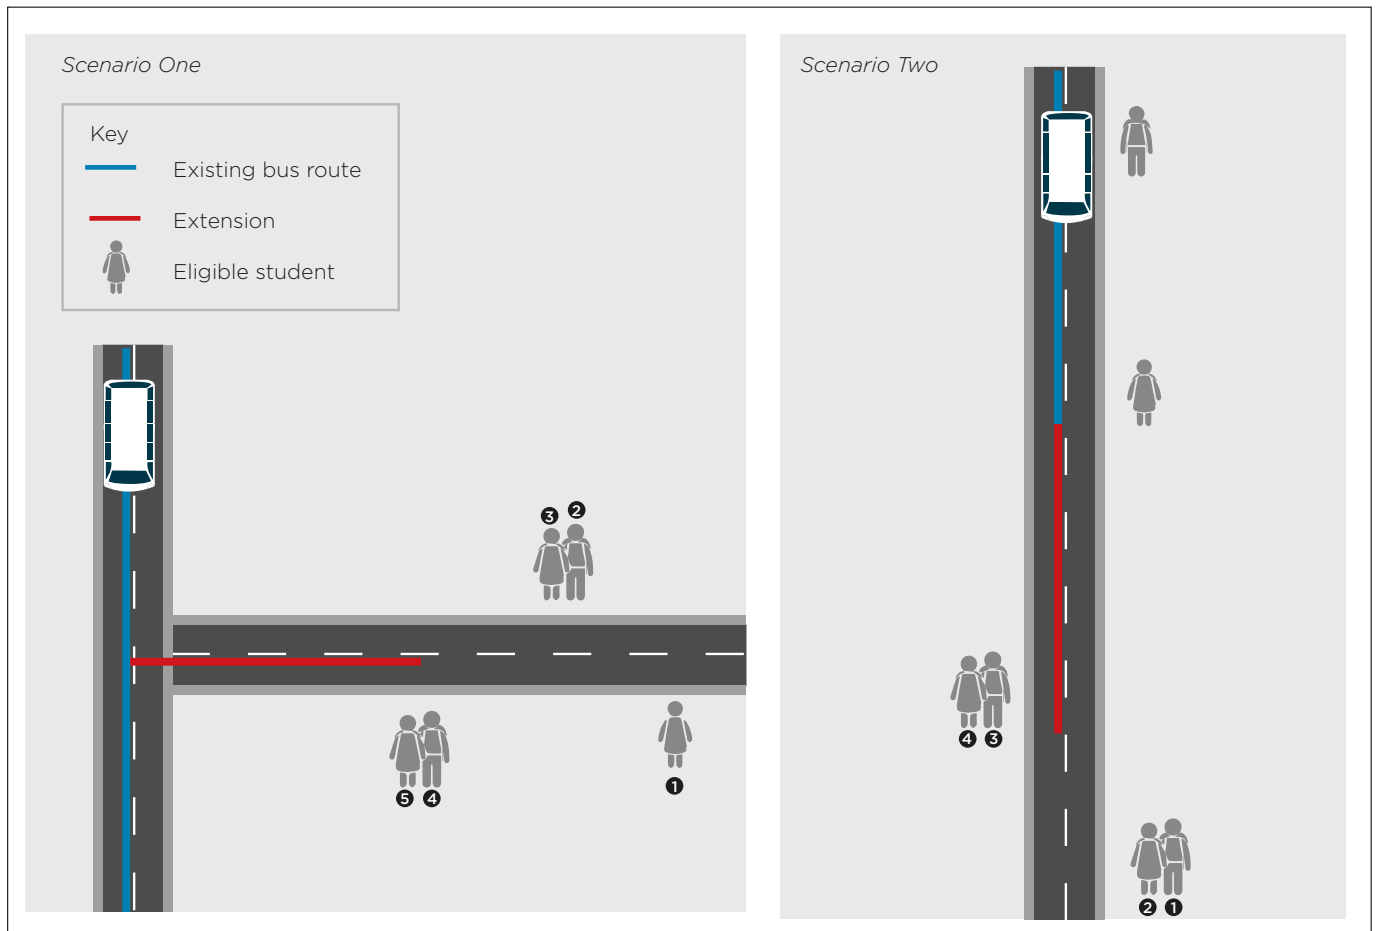 Scenario One
Key
Existing bus route
Extension
Eligible student
3 2
5 4
1
Scenario Two
4 3
2 1